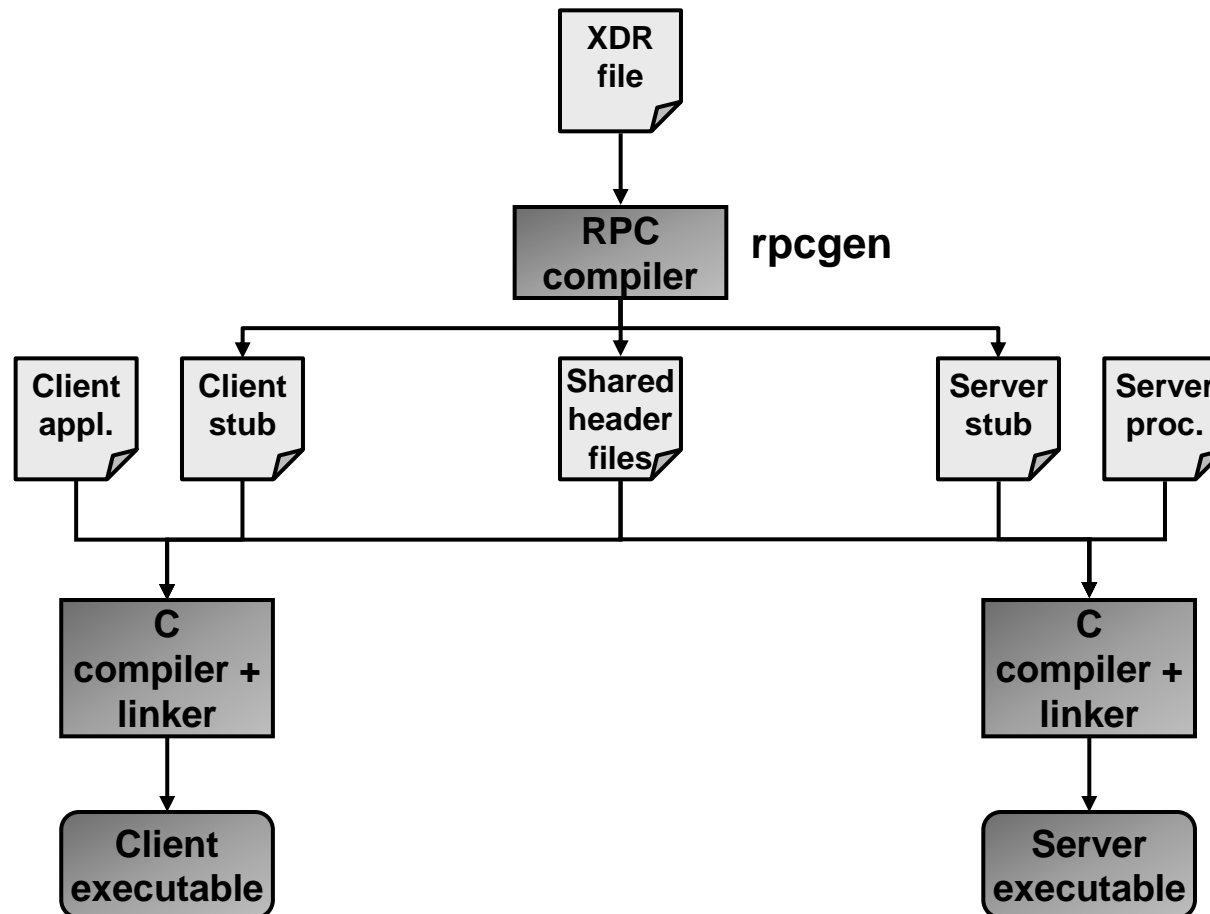 XDR
file
RPC
compiler
rpcgen
Client
appl.
Client
stub
Shared
header
files
Server
stub
Server
proc.
C
compiler +
linker
C
compiler +
linker
Client
executable
Server
executable